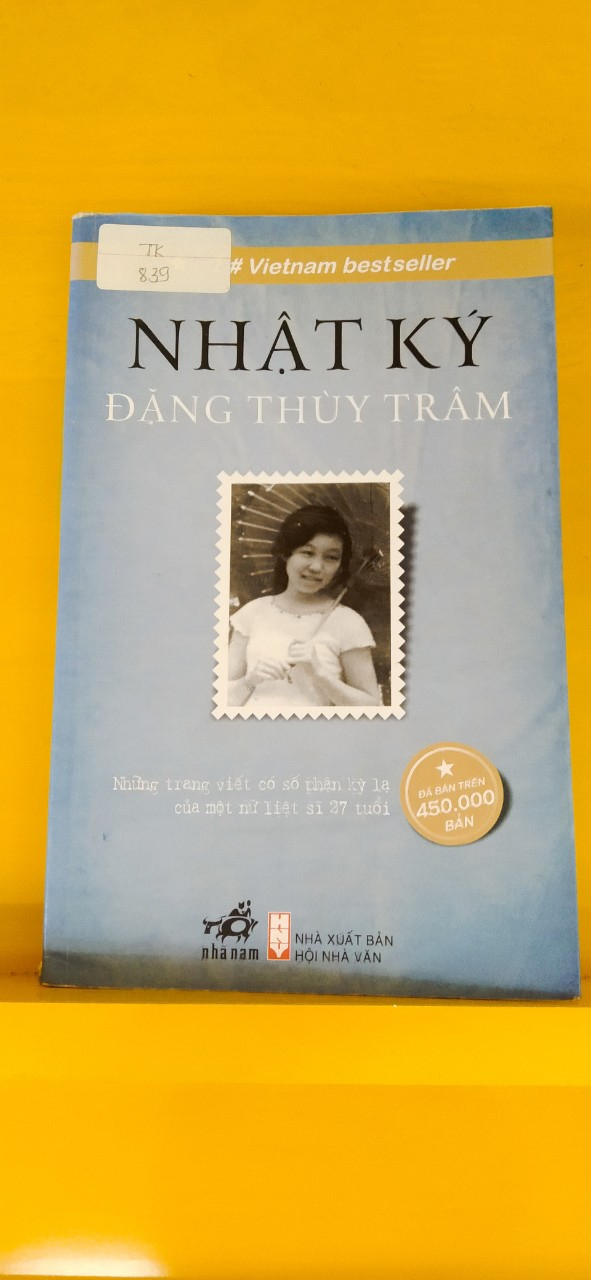 TK
839
# Vietnam bestseller
NHẬT KÝ
ĐẶNG THÙY TRÂM
Những trang viết có số phận kỳ lạ
của một nữ liệt sĩ 27 tuổi
ĐÃ BÁN TRÊN
450.000
BẢN
nhã nam
NHÀ XUẤT BẢN
HỘI NHÀ VĂN